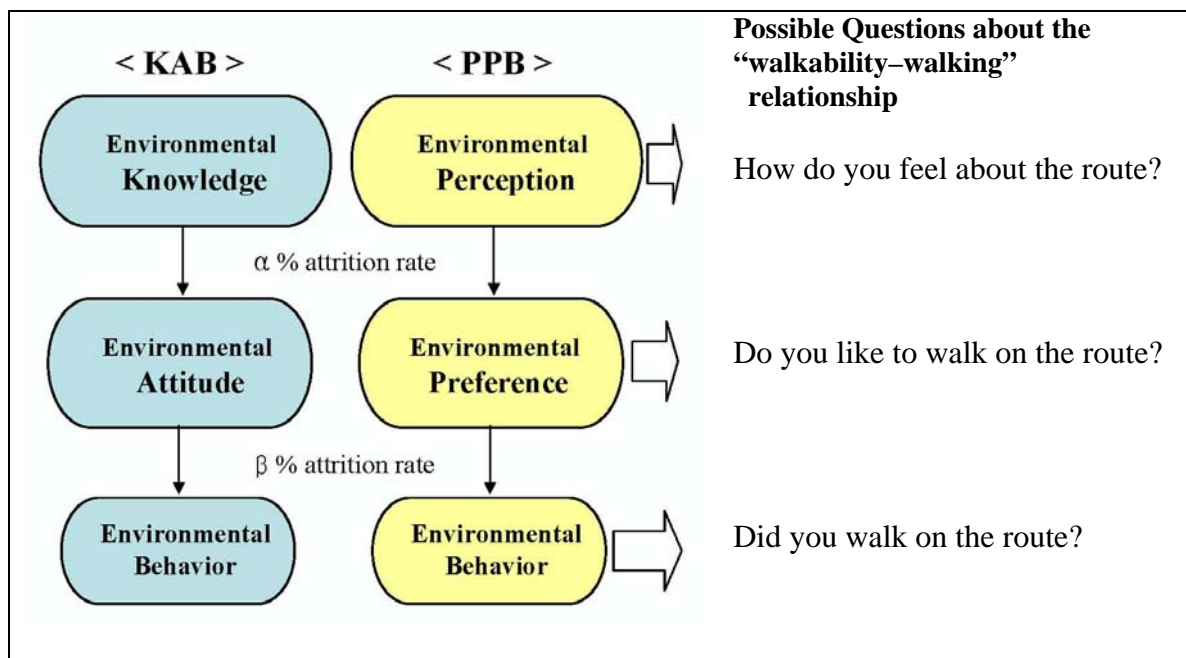 < KAB >
< PPB >
Possible Questions about the
“walkability–walking”
relationship
Environmental
Knowledge
Environmental
Perception
How do you feel about the route?
α % attrition rate
Environmental
Attitude
Environmental
Preference
Do you like to walk on the route?
β % attrition rate
Environmental
Behavior
Environmental
Behavior
Did you walk on the route?